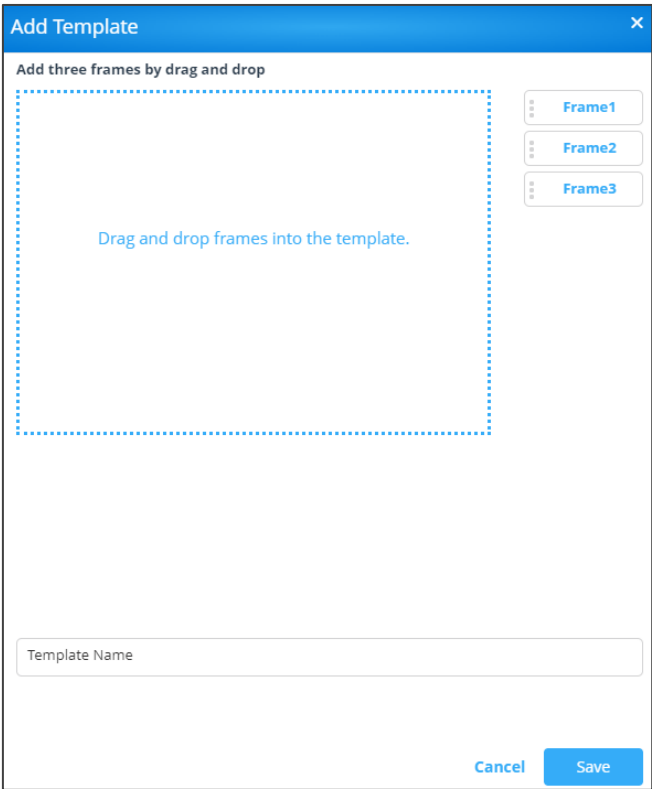 Add Template
Add three frames by drag and drop
Frame1
Frame2
Frame3
Drag and drop frames into the template.
Template Name
Cancel
Save